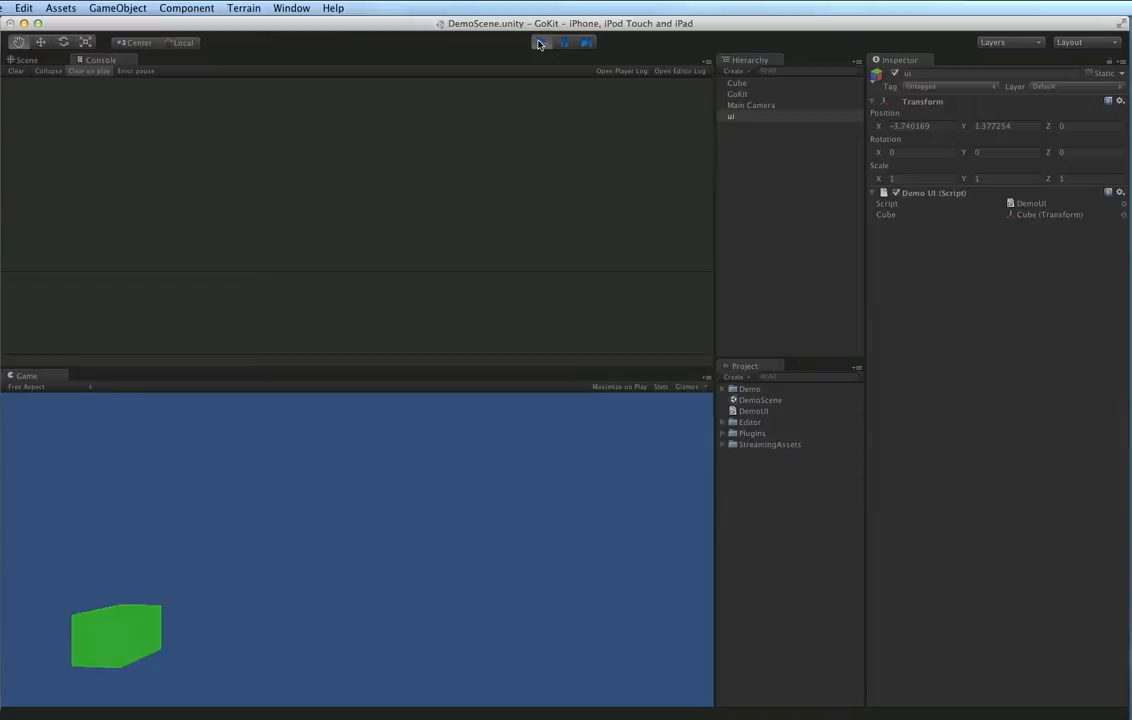 Edit Assets GameObject Component Terrain Window Help
DemoScene.unity – GoKit – iPhone, iPod Touch and iPad
Center Local Layers Layout
Scene Console
Clear Collapse Clear on play Error pause Open Player Log Open Editor Log
Game
Free Aspect Maximize on Play Stats Gizmos
Hierarchy
Create All
Cube
GoKit
Main Camera
ui
Project
Create All
Demo
DemoScene
DemoUI
Editor
Plugins
StreamingAssets
Inspector
ui Static
Tag Untagged Layer Default
Transform
Position
X -3.740169 Y 1.377254 Z 0
Rotation
X 0 Y 0 Z 0
Scale
X 1 Y 1 Z 1
Demo UI (Script)
Script DemoUI
Cube Cube (Transform)